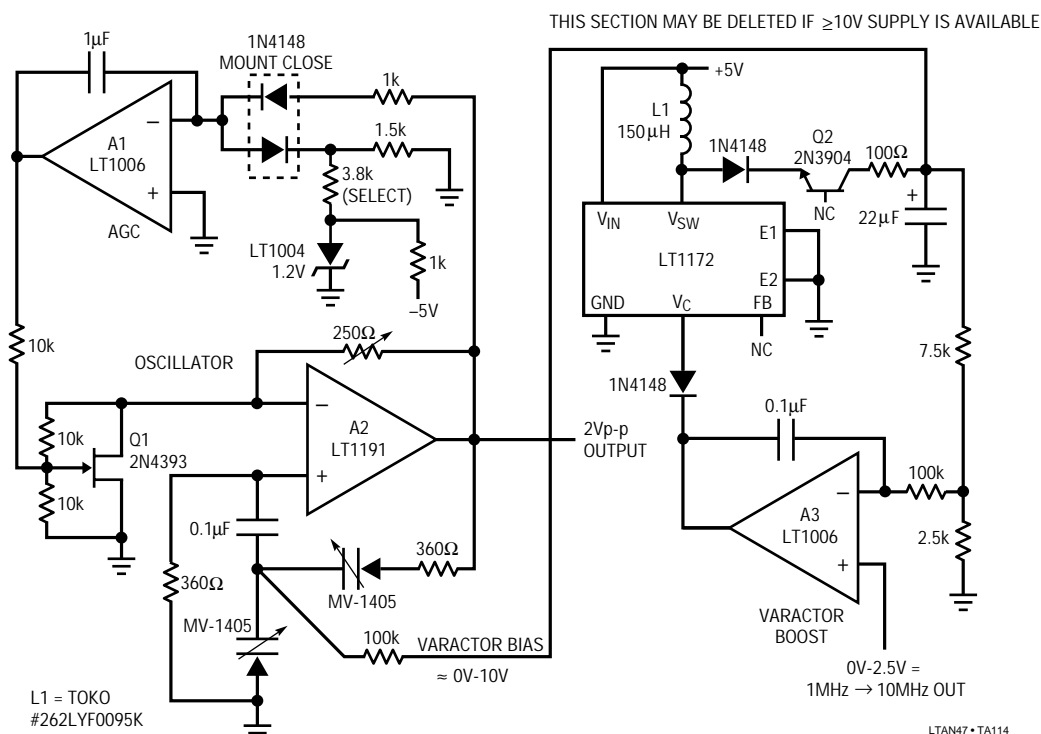 THIS SECTION MAY BE DELETED IF ≥10V SUPPLY IS AVAILABLE
1µF
1N4148
MOUNT CLOSE
1k
A1
LT1006
−
+
AGC
1.5k
3.8k
(SELECT)
LT1004
1.2V
1k
–5V
+5V
L1
150µH
1N4148
Q2
2N3904
100Ω
NC
+
22µF
VIN
VSW
E1
LT1172
E2
GND
VC
FB
NC
7.5k
10k
OSCILLATOR
250Ω
1N4148
0.1µF
10k
Q1
2N4393
10k
−
A2
LT1191
+
2Vp-p
OUTPUT
−
A3
LT1006
+
100k
2.5k
0.1µF
360Ω
360Ω
MV-1405
MV-1405
100k
VARACTOR BIAS
≈ 0V-10V
VARACTOR
BOOST
0V-2.5V =
1MHz → 10MHz OUT
L1 = TOKO
#262LYF0095K
LTAN47 • TA114